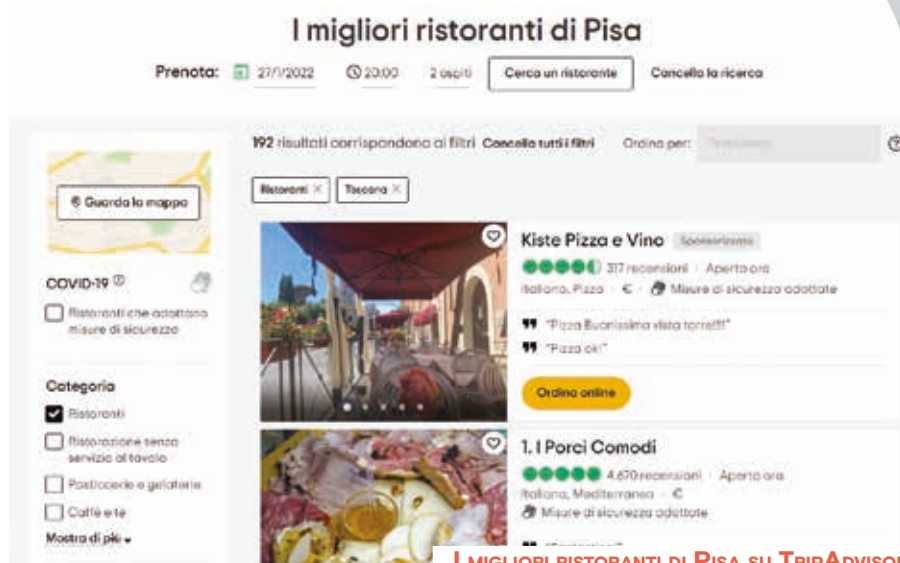 I migliori ristoranti di Pisa
Prenota: 27/1/2022 20:00 2 ospiti Cerca un ristorante Cancella la ricerca
192 risultati corrispondono ai filtri Cancella tutti i filtri Ordina per:
Ristoranti × Toscana ×
Guarda la mappa
COVID-19
Ristoranti che adottano
misure di sicurezza
Categoria
Ristoranti
Ristorazione senza
servizio al tavolo
Pasticcerie e gelaterie
Caffè e tè
Mostra di più
Kiste Pizza e Vino Sponsorizzato
317 recensioni · Aperto ora
Italiana, Pizza · € · Misure di sicurezza adottate
"Pizza Buonissima vista torre!!!!"
"Pizza ok!"
Ordina online
1. I Porci Comodi
4.670 recensioni · Aperto ora
Italiana, Mediterranea · €
Misure di sicurezza adottate
I MIGLIORI RISTORANTI DI PISA SU TRIPADVISOR